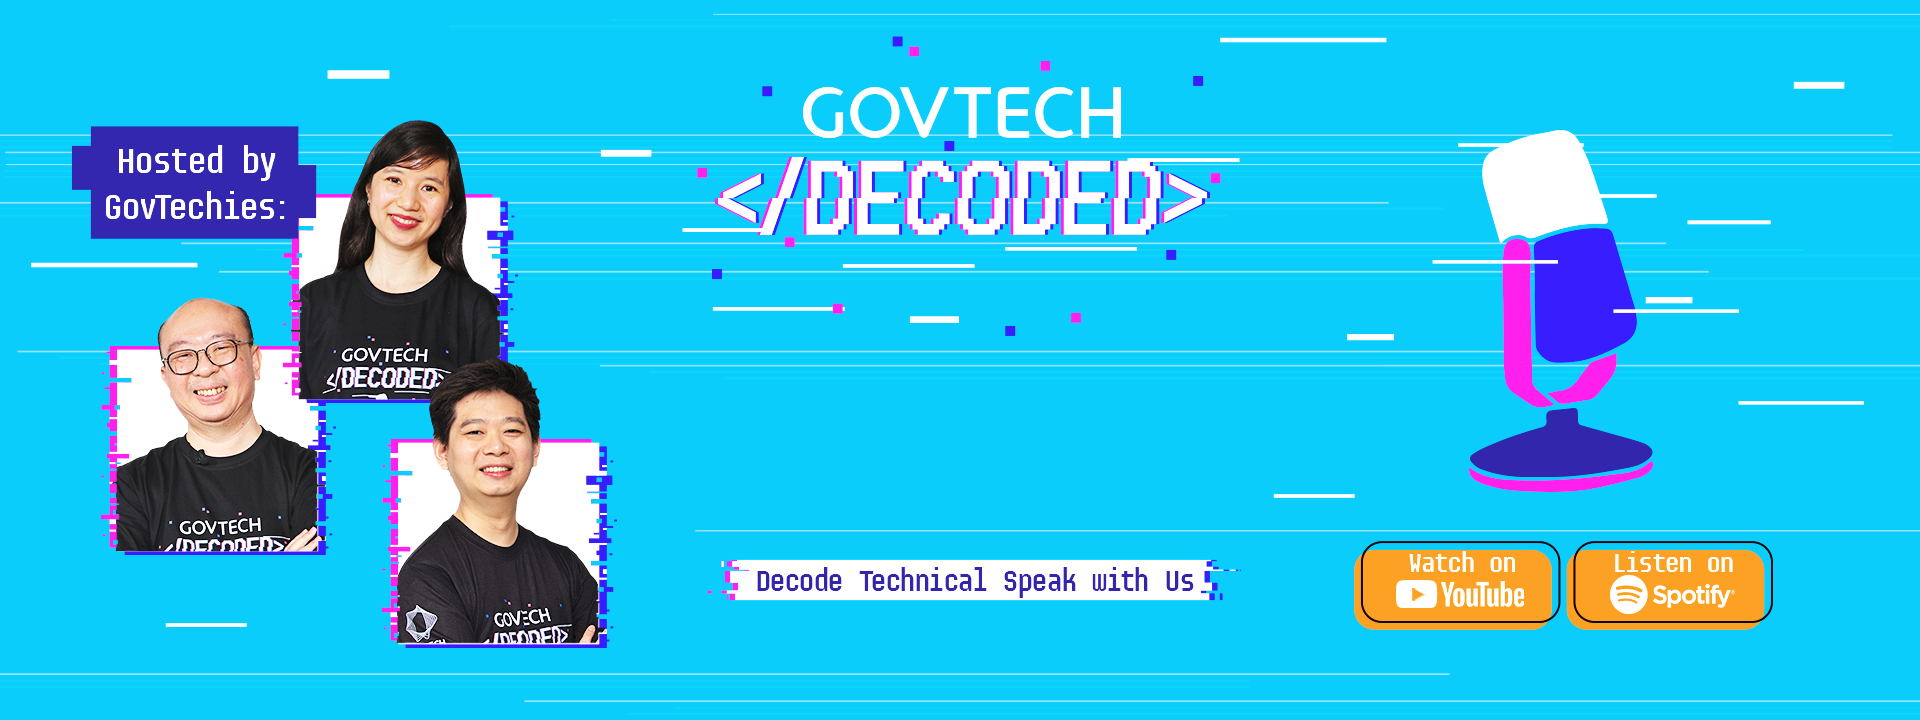 Hosted by
GovTechies:
GOVTECH
</DECODED>
GOVTECH
</DECODED>
GOVTECH
</DECODED>
GOVTECH
</DECODED>
Decode Technical Speak with Us
Watch on
YouTube
Listen on
Spotify